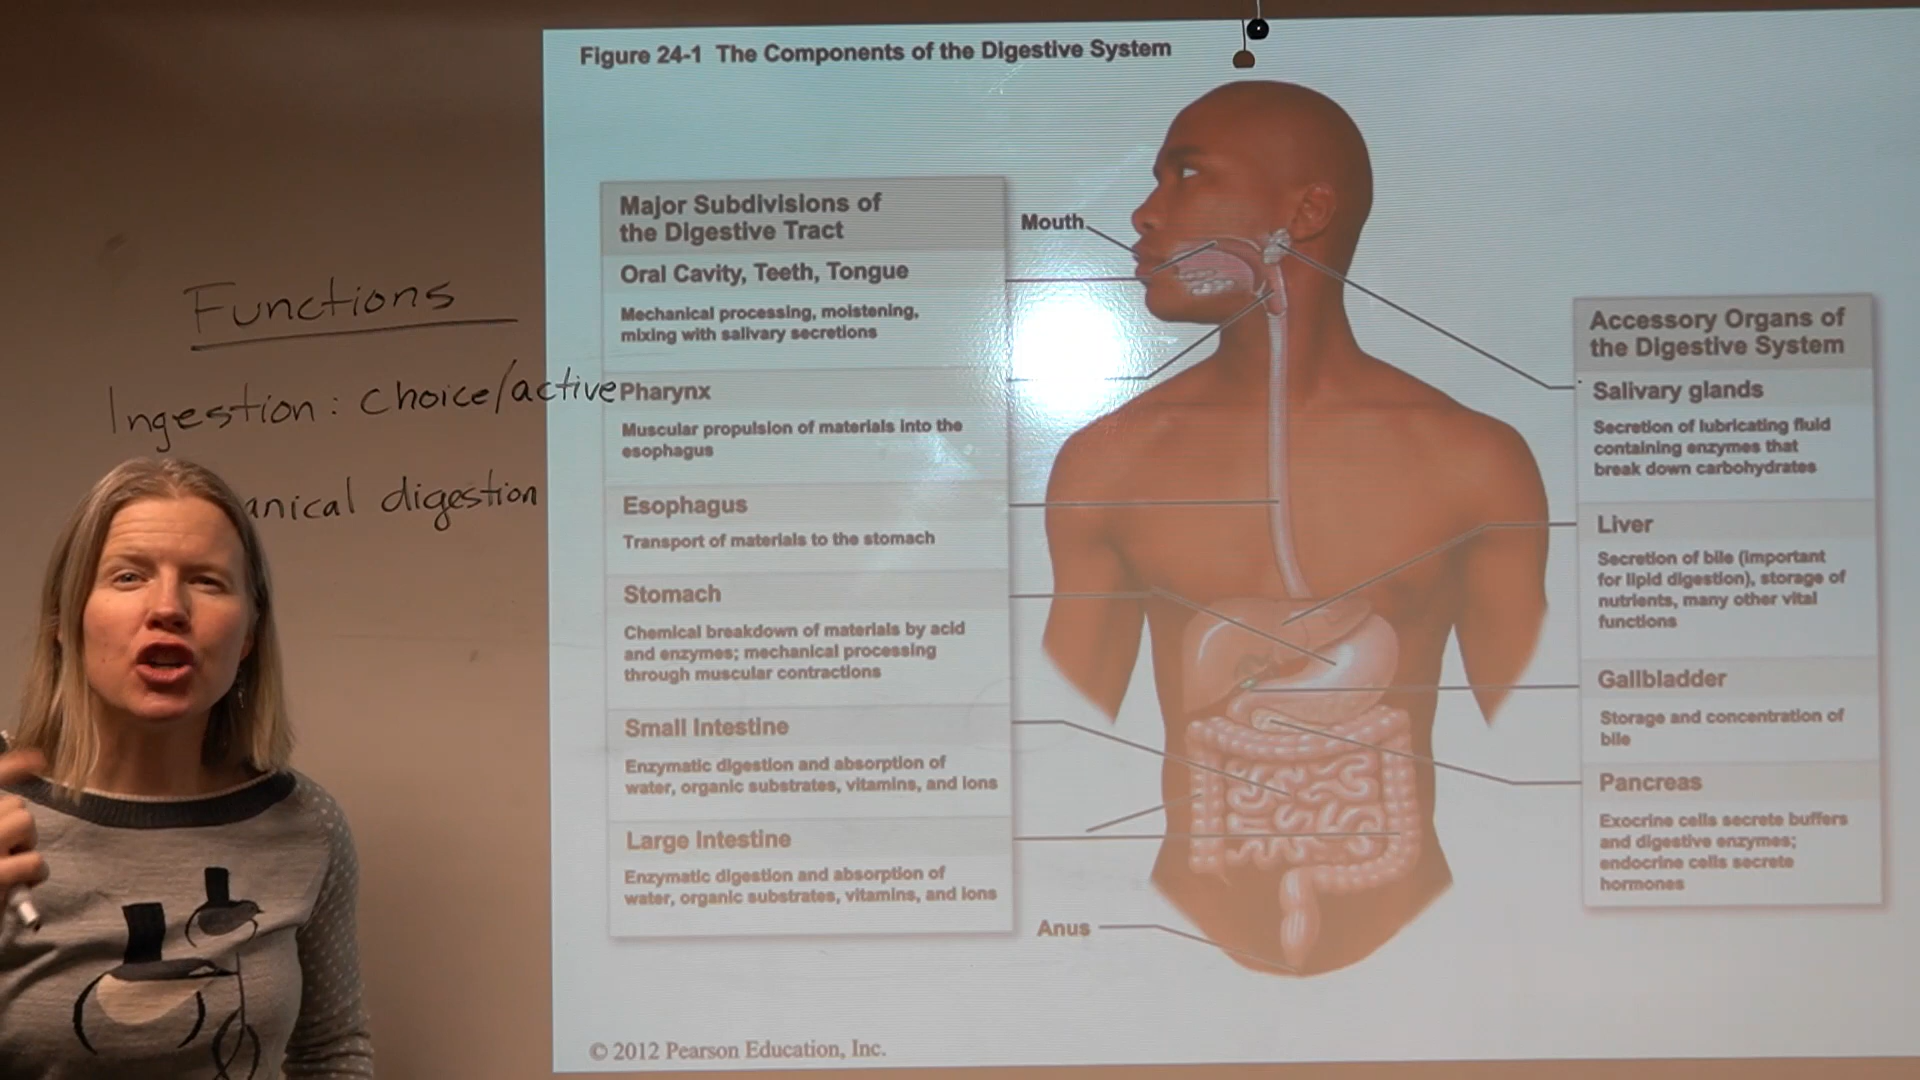 Figure 24-1 The Components of the Digestive System
Functions
Ingestion: choice/active
anical digestion
Major Subdivisions of
the Digestive Tract
Oral Cavity, Teeth, Tongue
Mechanical processing, moistening,
mixing with salivary secretions
Pharynx
Muscular propulsion of materials into the
esophagus
Esophagus
Transport of materials to the stomach
Stomach
Chemical breakdown of materials by acid
and enzymes; mechanical processing
through muscular contractions
Small Intestine
Enzymatic digestion and absorption of
water, organic substrates, vitamins, and ions
Large Intestine
Enzymatic digestion and absorption of
water, organic substrates, vitamins, and ions
Mouth
Anus
Accessory Organs of
the Digestive System
Salivary glands
Secretion of lubricating fluid
containing enzymes that
break down carbohydrates
Liver
Secretion of bile (important
for lipid digestion), storage of
nutrients, many other vital
functions
Gallbladder
Storage and concentration of
bile
Pancreas
Exocrine cells secrete buffers
and digestive enzymes;
endocrine cells secrete
hormones
© 2012 Pearson Education, Inc.